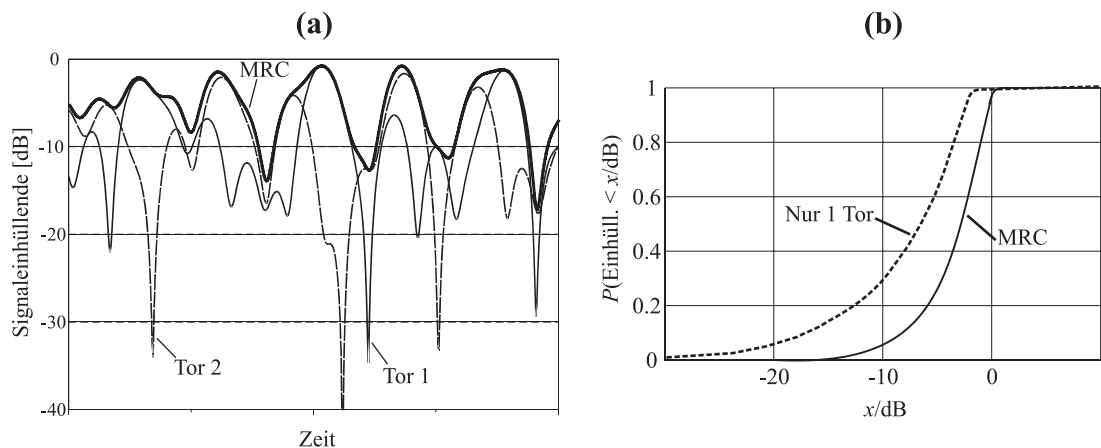 (a)
Signaleinhüllende [dB]
0
-10
-20
-30
-40
MRC
Tor 2
Tor 1
Zeit
(b)
P(Einhüll. < x/dB)
1
0.8
0.6
0.4
0.2
0
Nur 1 Tor
MRC
-20
-10
0
x/dB